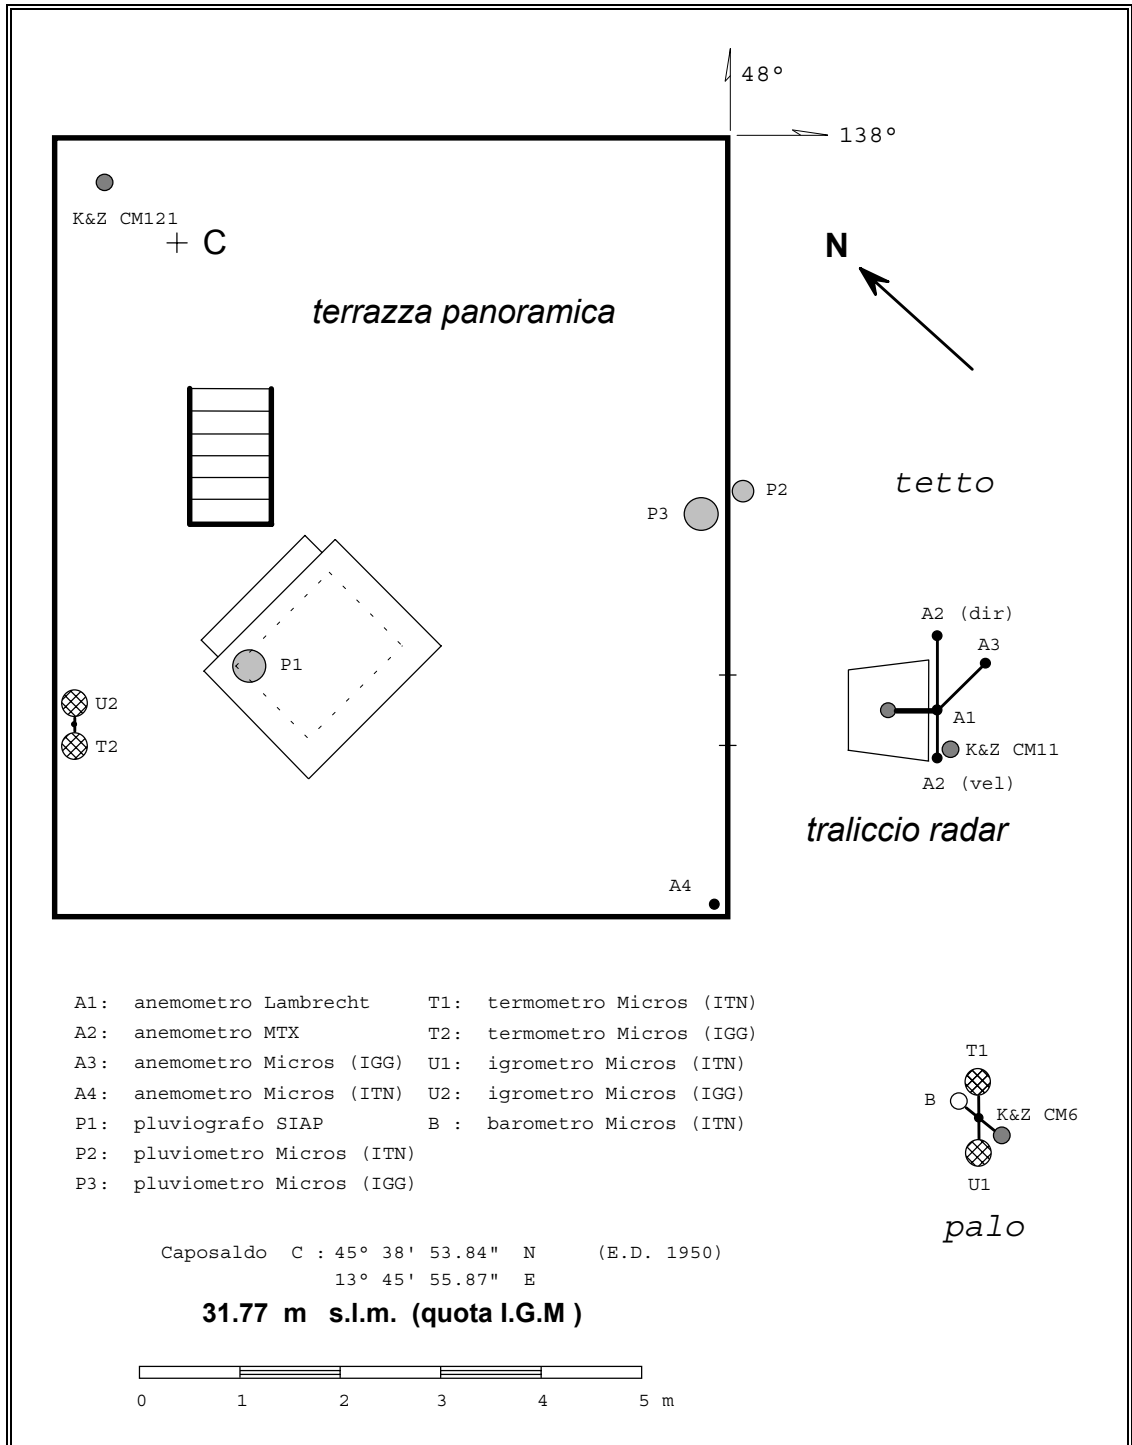 48°
138°
K&Z CM121
C
N
terrazza panoramica
tetto
P2
P3
A2 (dir)
A3
P1
U2
A1
T2
K&Z CM11
A2 (vel)
traliccio radar
A4
A1: anemometro Lambrecht T1: termometro Micros (ITN)
A2: anemometro MTX T2: termometro Micros (IGG)
A3: anemometro Micros (IGG) U1: igrometro Micros (ITN)
A4: anemometro Micros (ITN) U2: igrometro Micros (IGG)
P1: pluviografo SIAP B : barometro Micros (ITN)
P2: pluviometro Micros (ITN)
P3: pluviometro Micros (IGG)
T1
B
K&Z CM6
U1
palo
Caposaldo C : 45° 38' 53.84" N (E.D. 1950)
13° 45' 55.87" E
31.77 m s.l.m. (quota I.G.M )
0 1 2 3 4 5 m